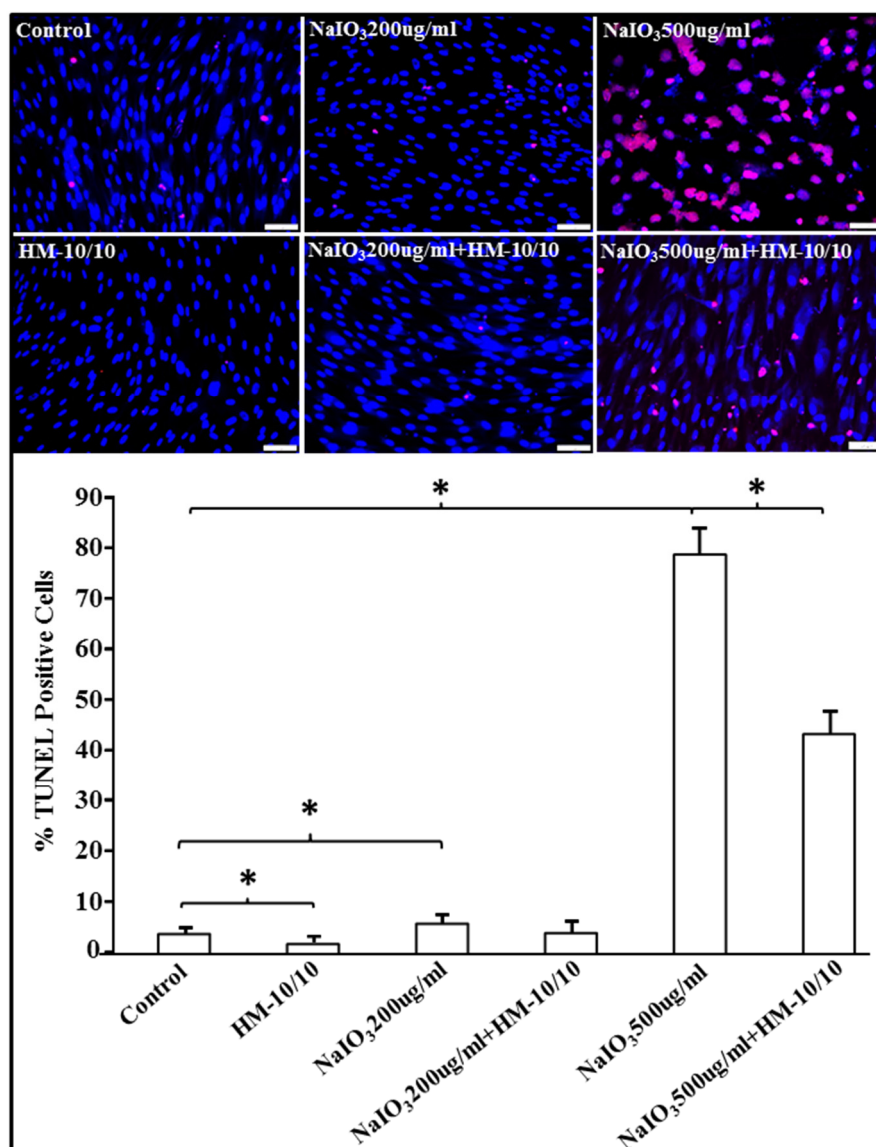 Control
NaIO₃200ug/ml
NaIO₃500ug/ml
HM-10/10
NaIO₃200ug/ml+HM-10/10
NaIO₃500ug/ml+HM-10/10
% TUNEL Positive Cells
90
80
70
60
50
40
30
20
10
0
*
*
*
*
Control
HM-10/10
NaIO₃200ug/ml
NaIO₃200ug/ml+HM-10/10
NaIO₃500ug/ml
NaIO₃500ug/ml+HM-10/10